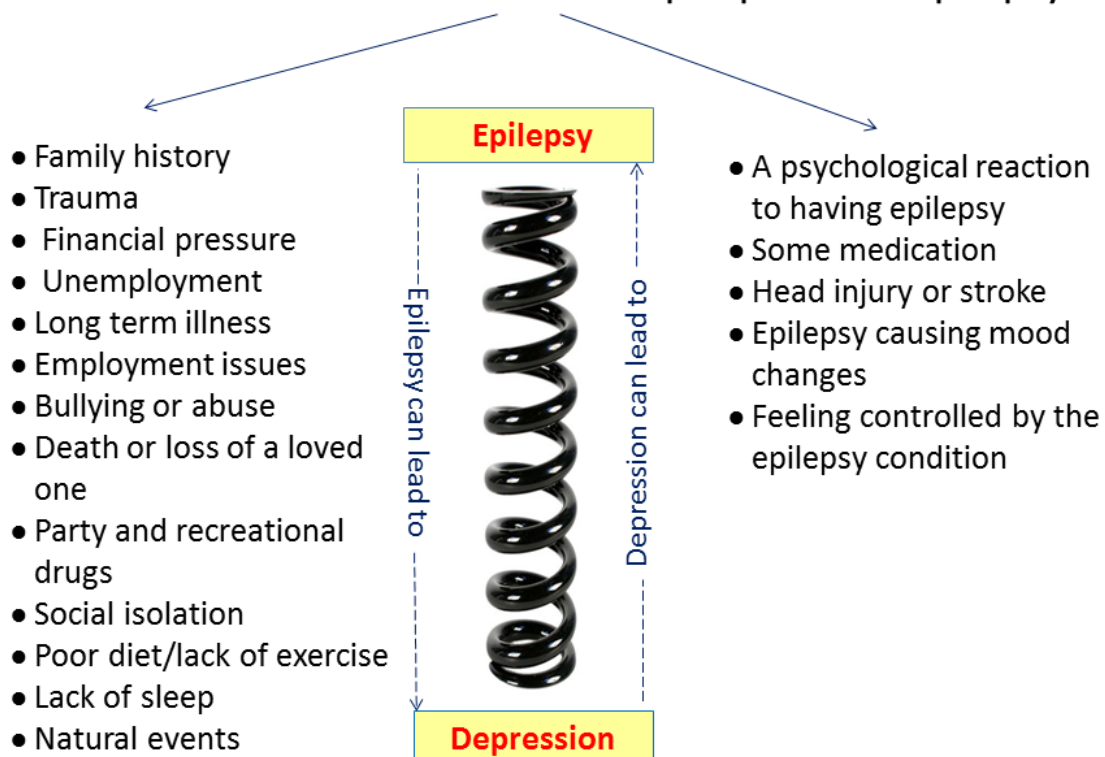 Epilepsy
• Family history
• Trauma
• Financial pressure
• Unemployment
• Long term illness
• Employment issues
• Bullying or abuse
• Death or loss of a loved
one
• Party and recreational
drugs
• Social isolation
• Poor diet/lack of exercise
• Lack of sleep
• Natural events
Epilepsy can lead to
Depression can lead to
• A psychological reaction
to having epilepsy
• Some medication
• Head injury or stroke
• Epilepsy causing mood
changes
• Feeling controlled by the
epilepsy condition
Depression